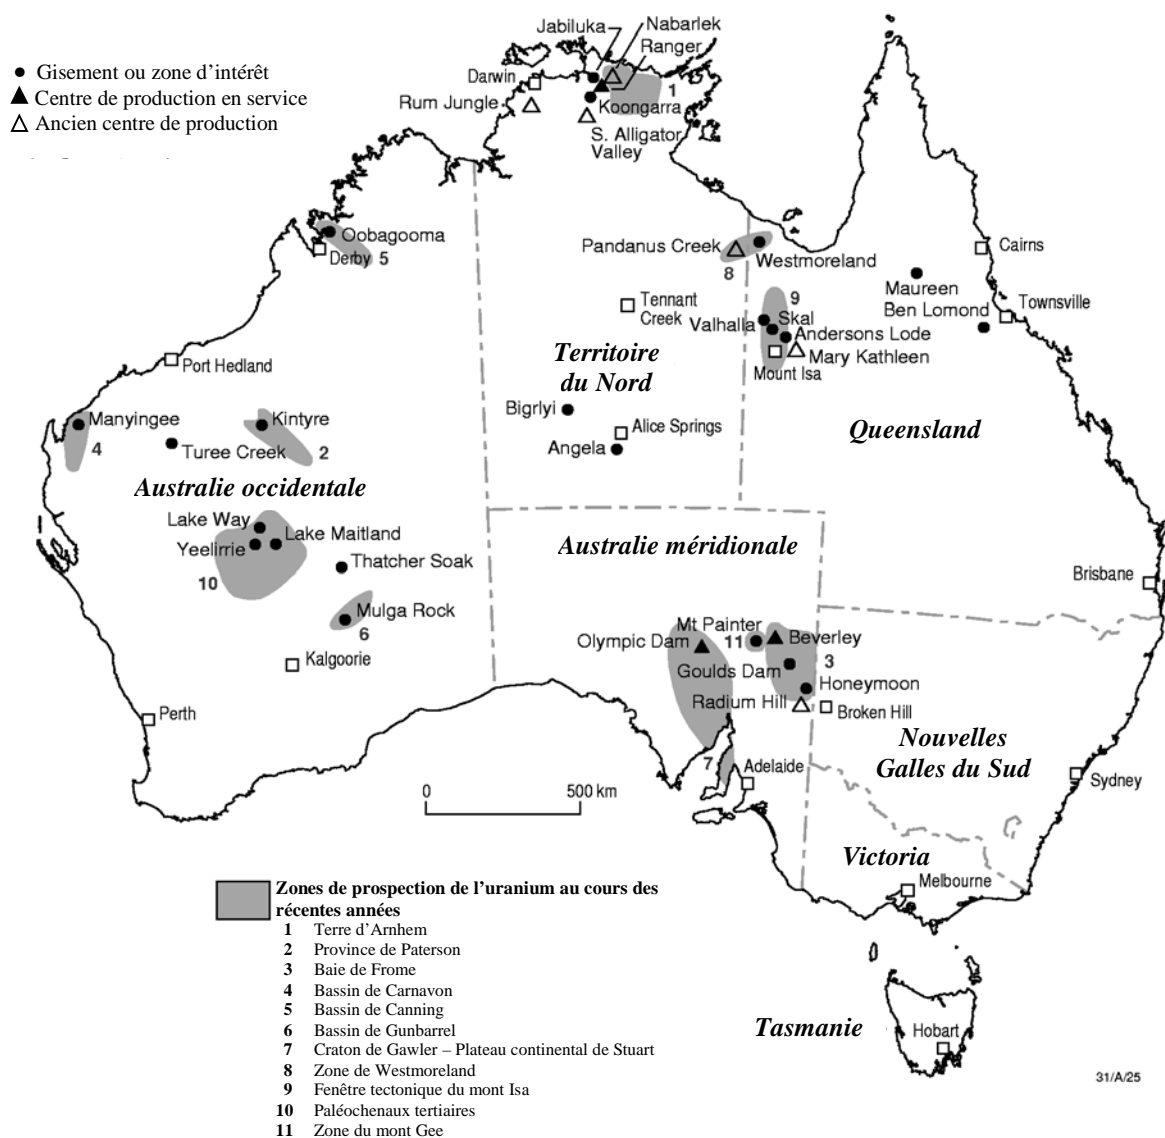 Jabiluka
Nabarlek
Ranger
Gisement ou zone d'intérêt
Centre de production en service
Ancien centre de production
Darwin
Rum Jungle
Koongarra
1
S. Alligator
Valley
Oobagooma
Derby
5
Pandanus Creek
Westmoreland
8
Cairns
Maureen
Ben Lomond
Townsville
9
Tennant
Creek
Valhalla
Skal
Andersons Lode
Mary Kathleen
Mount Isa
Port Hedland
Territoire
du Nord
Manyingee
4
Kintyre
2
Turee Creek
Bigrlyi
Alice Springs
Angela
Queensland
Australie occidentale
Lake Way
Lake Maitland
Yeelirrie
10
Thatcher Soak
Australie méridionale
Brisbane
Mulga Rock
6
Kalgoorie
Perth
Mt Painter
11
Beverley
Olympic Dam
3
Goulds Dam
Honeymoon
Radium Hill
Broken Hill
Nouvelles
Galles du Sud
7
Adelaide
Sydney
0
500 km
Victoria
Melbourne
Zones de prospection de l'uranium au cours des
récentes années
1 Terre d'Arnhem
2 Province de Paterson
3 Baie de Frome
4 Bassin de Carnavon
5 Bassin de Canning
6 Bassin de Gunbarrel
7 Craton de Gawler – Plateau continental de Stuart
8 Zone de Westmoreland
9 Fenêtre tectonique du mont Isa
10 Paléochenaux tertiaires
11 Zone du mont Gee
Tasmanie
Hobart
31/A/25